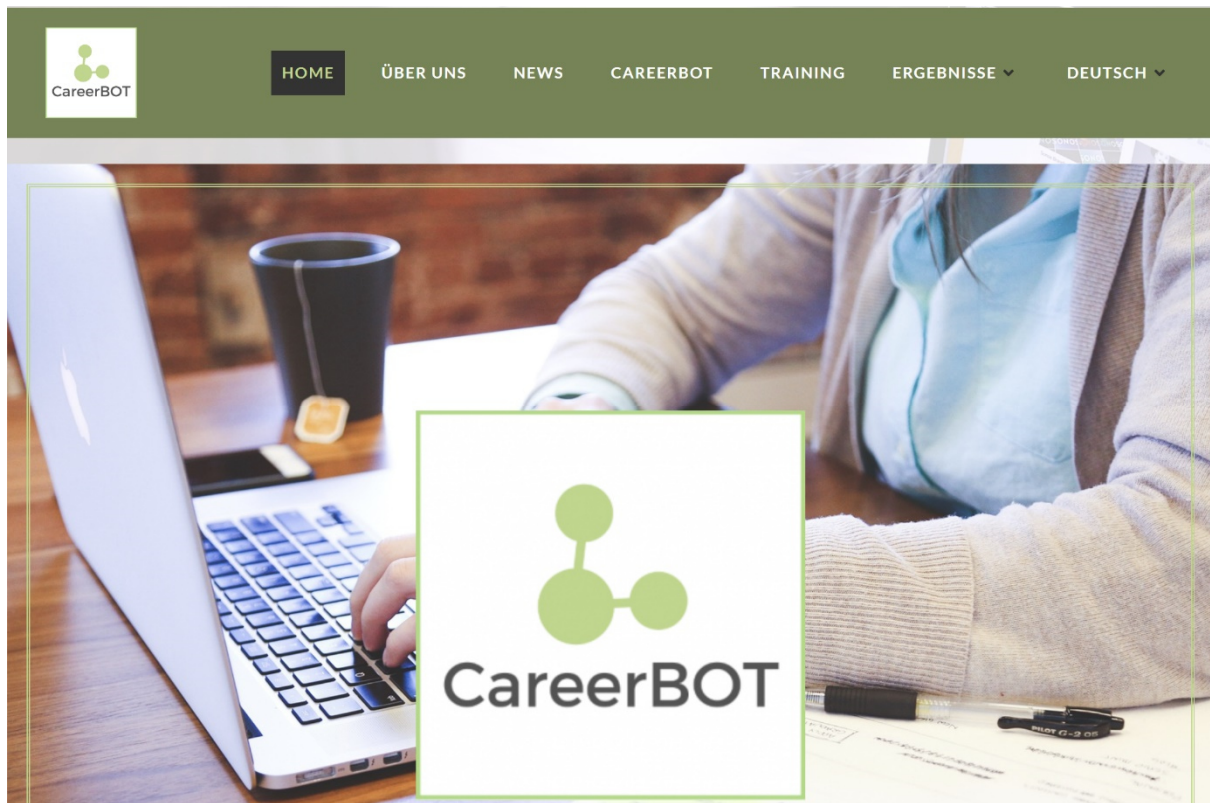 CareerBOT
HOME ÜBER UNS NEWS CAREERBOT TRAINING ERGEBNISSE DEUTSCH
CareerBOT
PILOT G-2 05